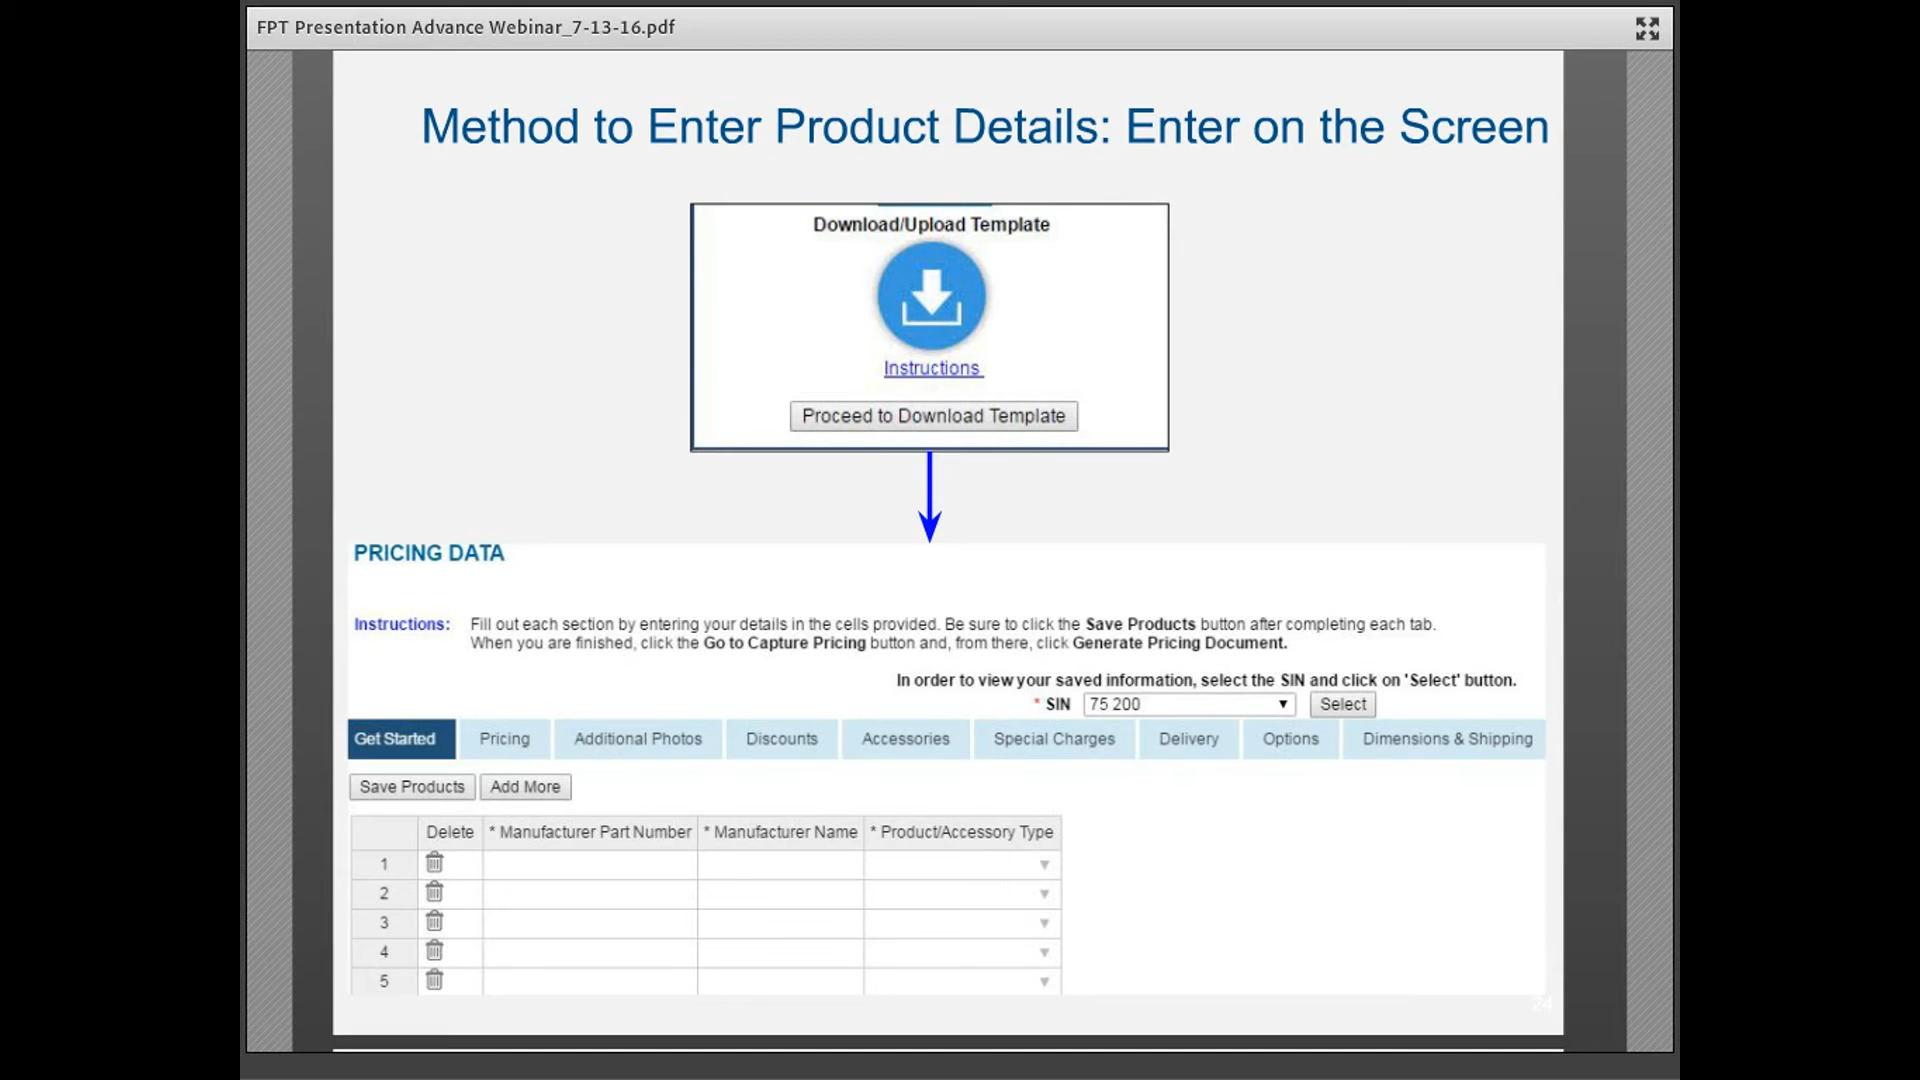 FPT Presentation Advance Webinar_7-13-16.pdf
Method to Enter Product Details: Enter on the Screen
Download/Upload Template
Instructions
Proceed to Download Template
PRICING DATA
Instructions: Fill out each section by entering your details in the cells provided. Be sure to click the Save Products button after completing each tab.
When you are finished, click the Go to Capture Pricing button and, from there, click Generate Pricing Document.
In order to view your saved information, select the SIN and click on 'Select' button.
* SIN 75 200 Select
Get Started Pricing Additional Photos Discounts Accessories Special Charges Delivery Options Dimensions & Shipping
Save Products Add More
Delete * Manufacturer Part Number * Manufacturer Name * Product/Accessory Type
1
2
3
4
5
24